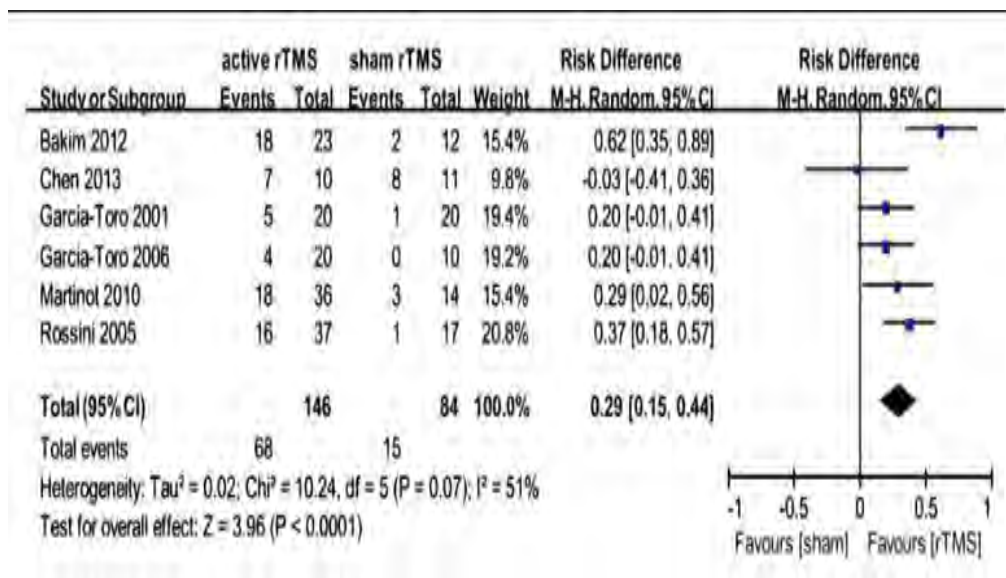 active rTMS sham rTMS Risk Difference Risk Difference
Study or Subgroup Events Total Events Total Weight M-H. Random. 95% CI M-H. Random. 95% CI
Bakim 2012 18 23 2 12 15.4% 0.62 [0.35, 0.89]
Chen 2013 7 10 8 11 9.8% -0.03 [-0.41, 0.36]
Garcia-Toro 2001 5 20 1 20 19.4% 0.20 [-0.01, 0.41]
Garcia-Toro 2006 4 20 0 10 19.2% 0.20 [-0.01, 0.41]
Martinot 2010 18 36 3 14 15.4% 0.29 [0.02, 0.56]
Rossini 2005 16 37 1 17 20.8% 0.37 [0.18, 0.57]
Total (95% CI) 146 84 100.0% 0.29 [0.15, 0.44]
Total events 68 15
Heterogeneity: Tau² = 0.02; Chi² = 10.24, df = 5 (P = 0.07); I² = 51%
Test for overall effect: Z = 3.96 (P < 0.0001)
-1 -0.5 0 0.5 1
Favours [sham] Favours [rTMS]